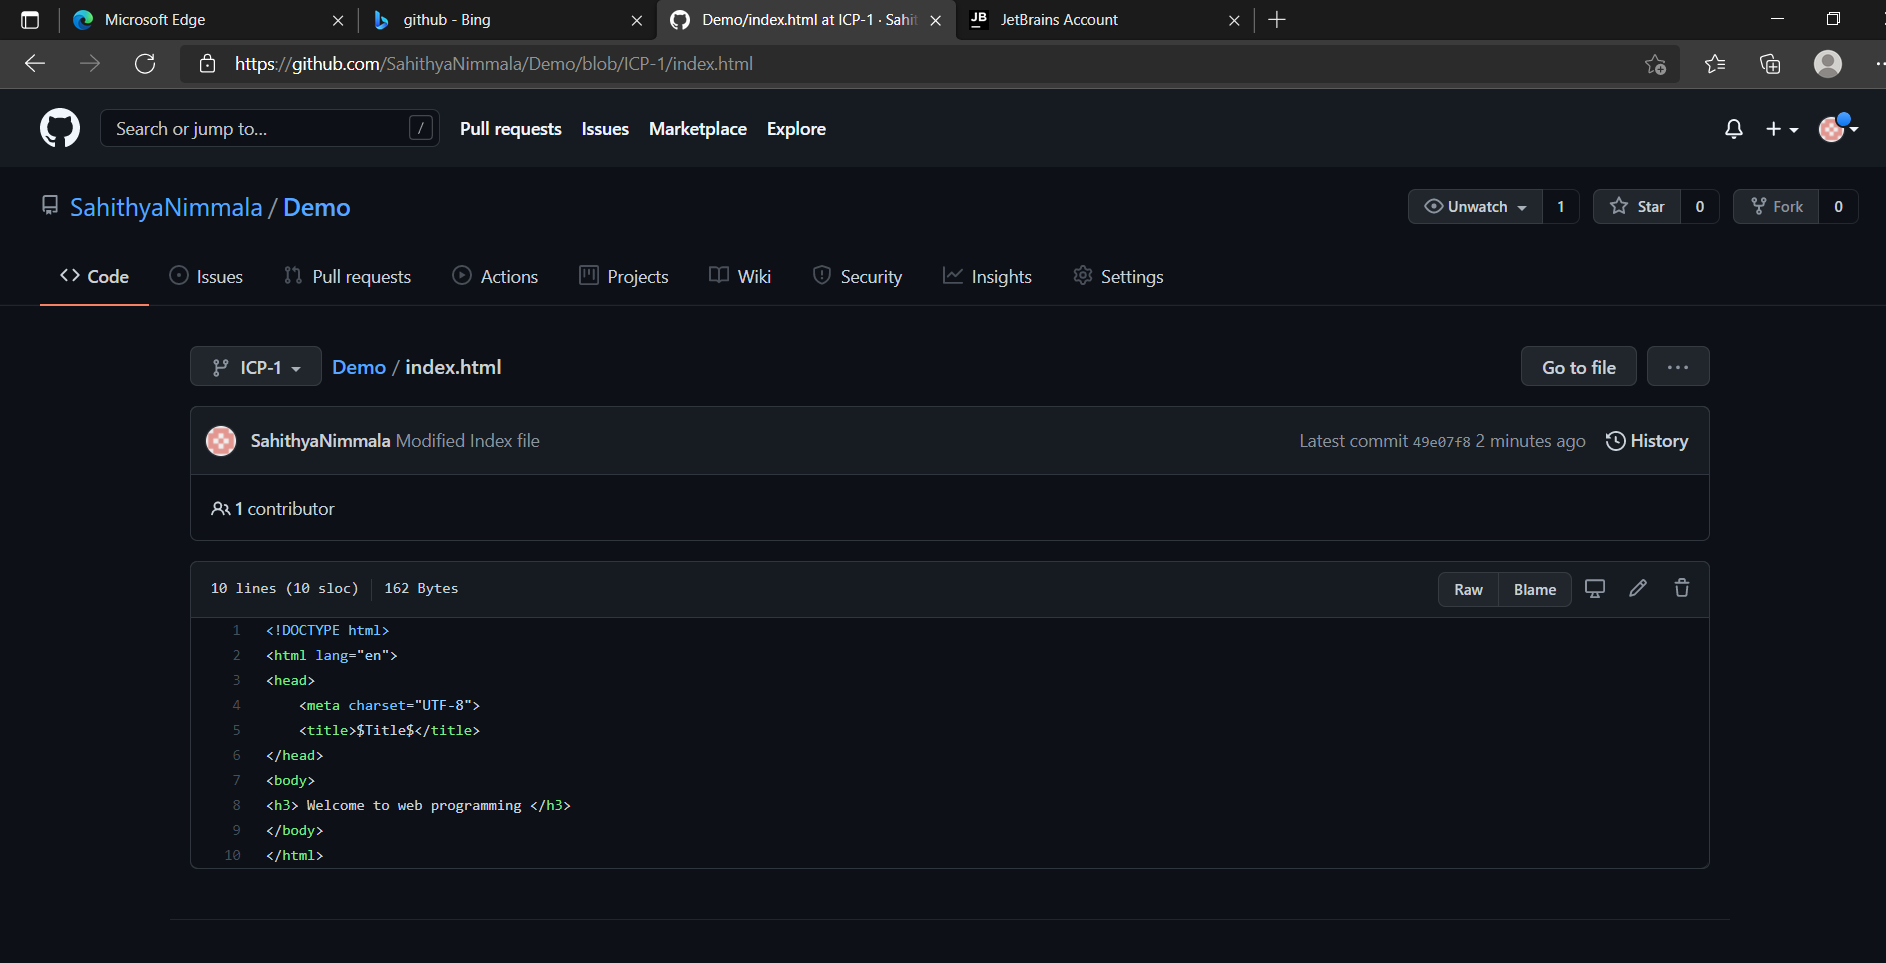 Microsoft Edge
github - Bing
Demo/index.html at ICP-1 · Sahit
JB JetBrains Account
https://github.com/SahithyaNimmala/Demo/blob/ICP-1/index.html
Search or jump to... /
Pull requests Issues Marketplace Explore
SahithyaNimmala / Demo
Unwatch 1 Star 0 Fork 0
Code Issues Pull requests Actions Projects Wiki Security Insights Settings
ICP-1 Demo / index.html Go to file
SahithyaNimmala Modified Index file Latest commit 49e07f8 2 minutes ago History
1 contributor
10 lines (10 sloc) 162 Bytes Raw Blame
1 <!DOCTYPE html>
2 <html lang="en">
3 <head>
4     <meta charset="UTF-8">
5     <title>$Title$</title>
6 </head>
7 <body>
8 <h3> Welcome to web programming </h3>
9 </body>
10 </html>